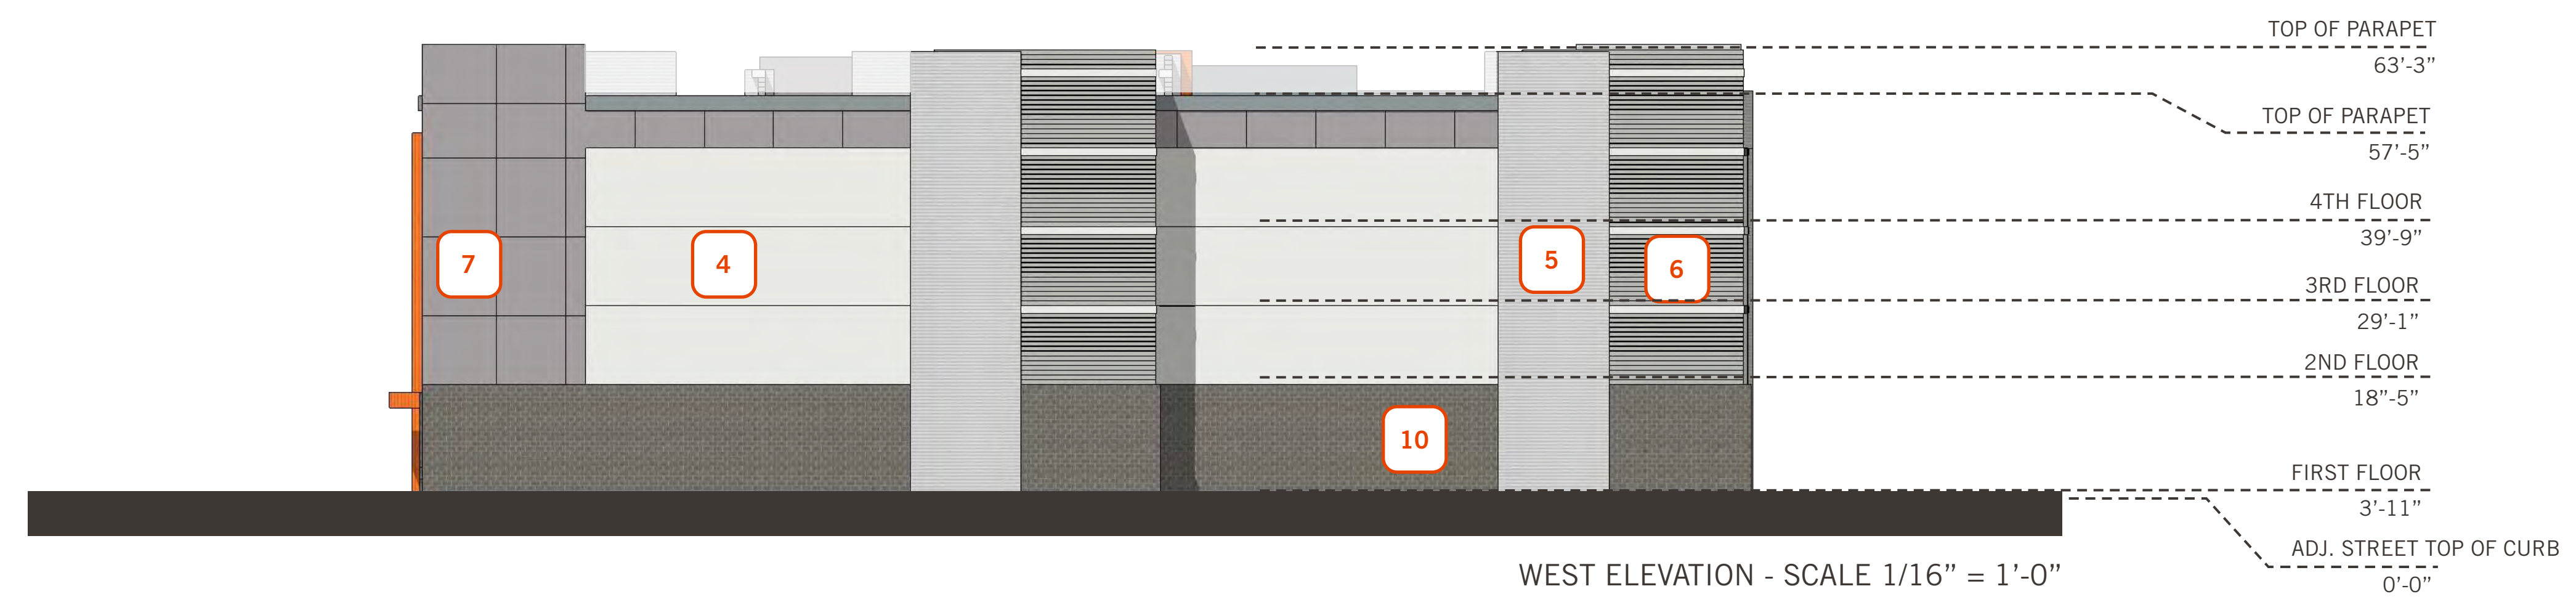 TOP OF PARAPET
63’-3”
TOP OF PARAPET
57’-5”
4TH FLOOR
39’-9”
3RD FLOOR
29’-1”
2ND FLOOR
18”-5”
FIRST FLOOR
3’-11”
ADJ. STREET TOP OF CURB
0’-0”
7
4
5
6
10
WEST ELEVATION - SCALE 1/16” = 1’-0”